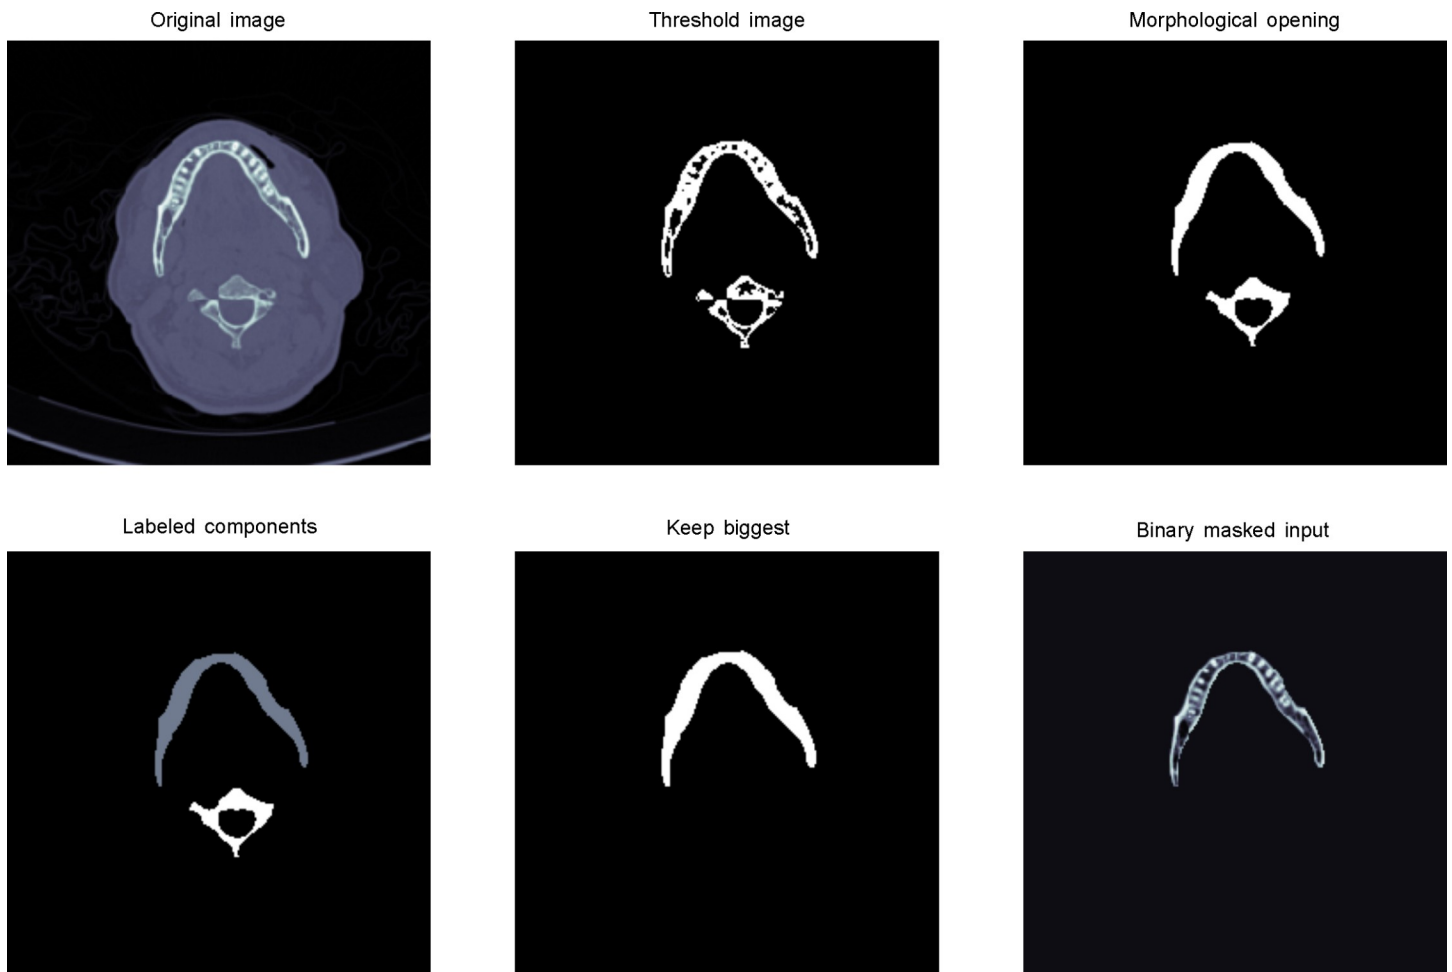 Original image
Threshold image
Morphological opening
Labeled components
Keep biggest
Binary masked input